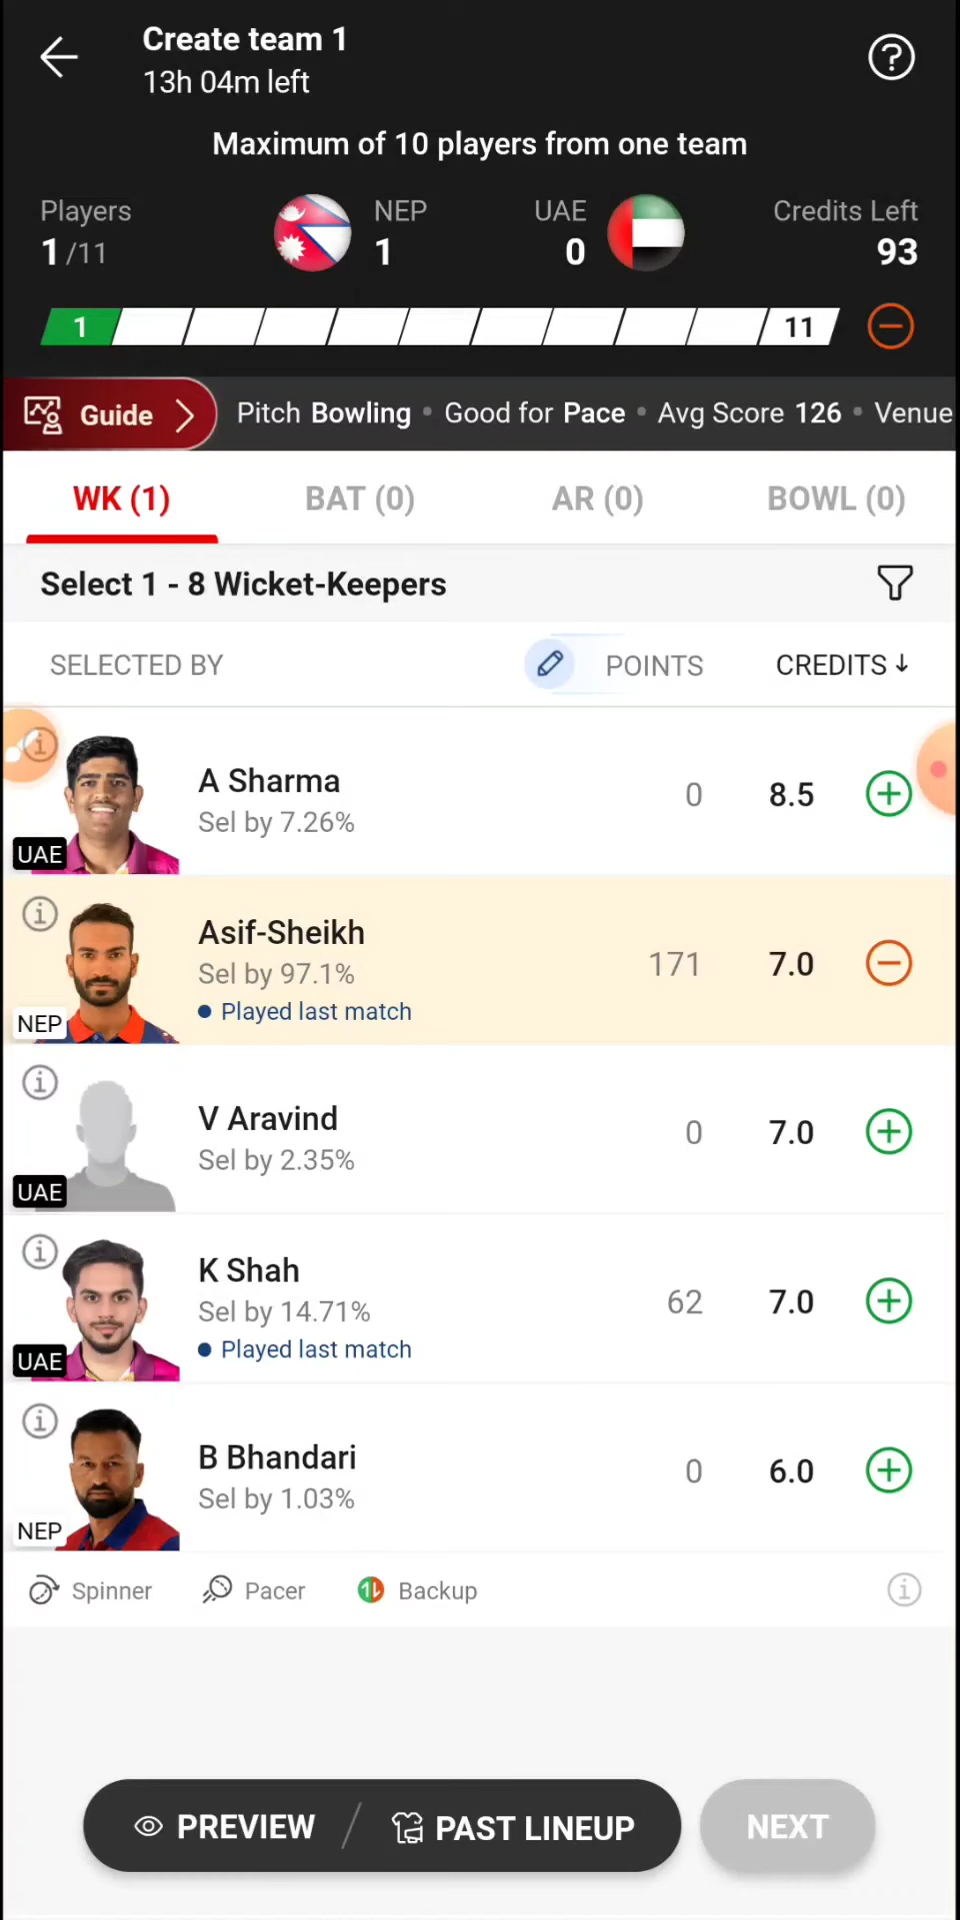 Create team 1
13h 04m left
Maximum of 10 players from one team
Players
1 /11
NEP
1
UAE
0
Credits Left
93
1
11
Guide
Pitch Bowling • Good for Pace • Avg Score 126 • Venue
WK (1)
BAT (0)
AR (0)
BOWL (0)
Select 1 - 8 Wicket-Keepers
SELECTED BY
POINTS
CREDITS ↓
A Sharma
Sel by 7.26%
UAE
0
8.5
Asif-Sheikh
Sel by 97.1%
• Played last match
NEP
171
7.0
V Aravind
Sel by 2.35%
UAE
0
7.0
K Shah
Sel by 14.71%
• Played last match
UAE
62
7.0
B Bhandari
Sel by 1.03%
NEP
0
6.0
Spinner
Pacer
Backup
PREVIEW / PAST LINEUP
NEXT